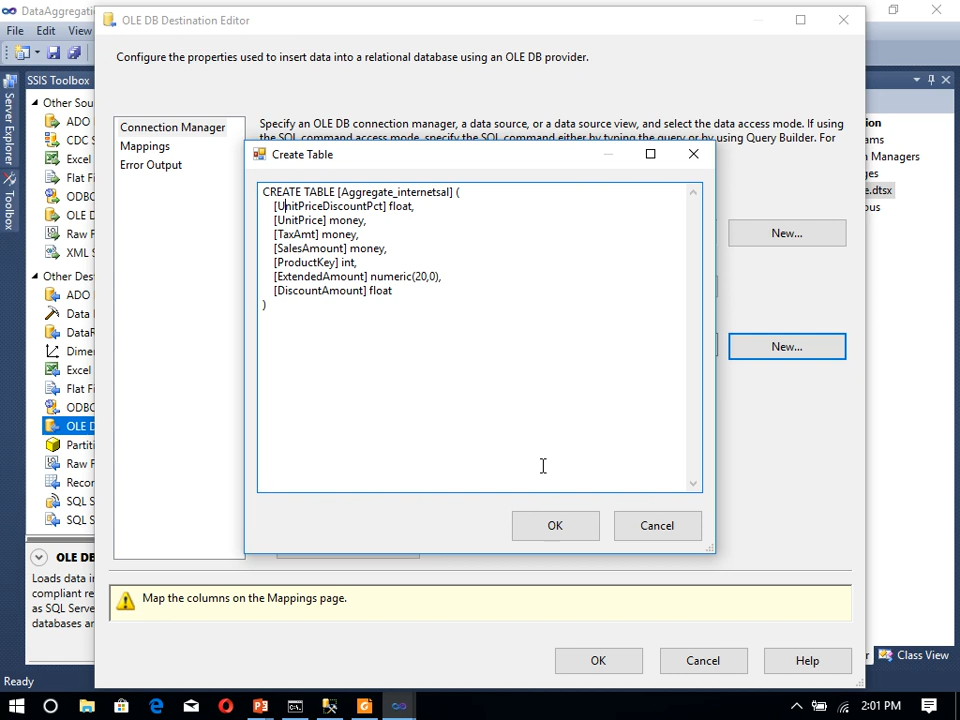 DataAggregatio
OLE DB Destination Editor
File Edit View
Configure the properties used to insert data into a relational database using an OLE DB provider.
SSIS Toolbox
Server Explorer
Toolbox
Other Sou
ADO
CDC S
Excel
Flat Fi
ODBC
OLE D
Raw F
XML S
Other Dest
ADO
Data
DataR
Dimer
Excel
Flat Fi
ODBC
OLE D
Partiti
Raw F
Recor
SQL S
SQL S
Connection Manager
Mappings
Error Output
Specify an OLE DB connection manager, a data source, or a data source view, and select the data access mode. If using
the SQL command access mode, specify the SQL command either by typing the query or by using Query Builder. For
Create Table
CREATE TABLE [Aggregate_internetsal] (
[UnitPriceDiscountPct] float,
[UnitPrice] money,
[TaxAmt] money,
[SalesAmount] money,
[ProductKey] int,
[ExtendedAmount] numeric(20,0),
[DiscountAmount] float
)
OK Cancel
New...
New...
Managers
e.dtsx
OLE DB
Loads data in
compliant re
as SQL Serve
databases an
Map the columns on the Mappings page.
OK Cancel Help
Class View
Ready
2:01 PM